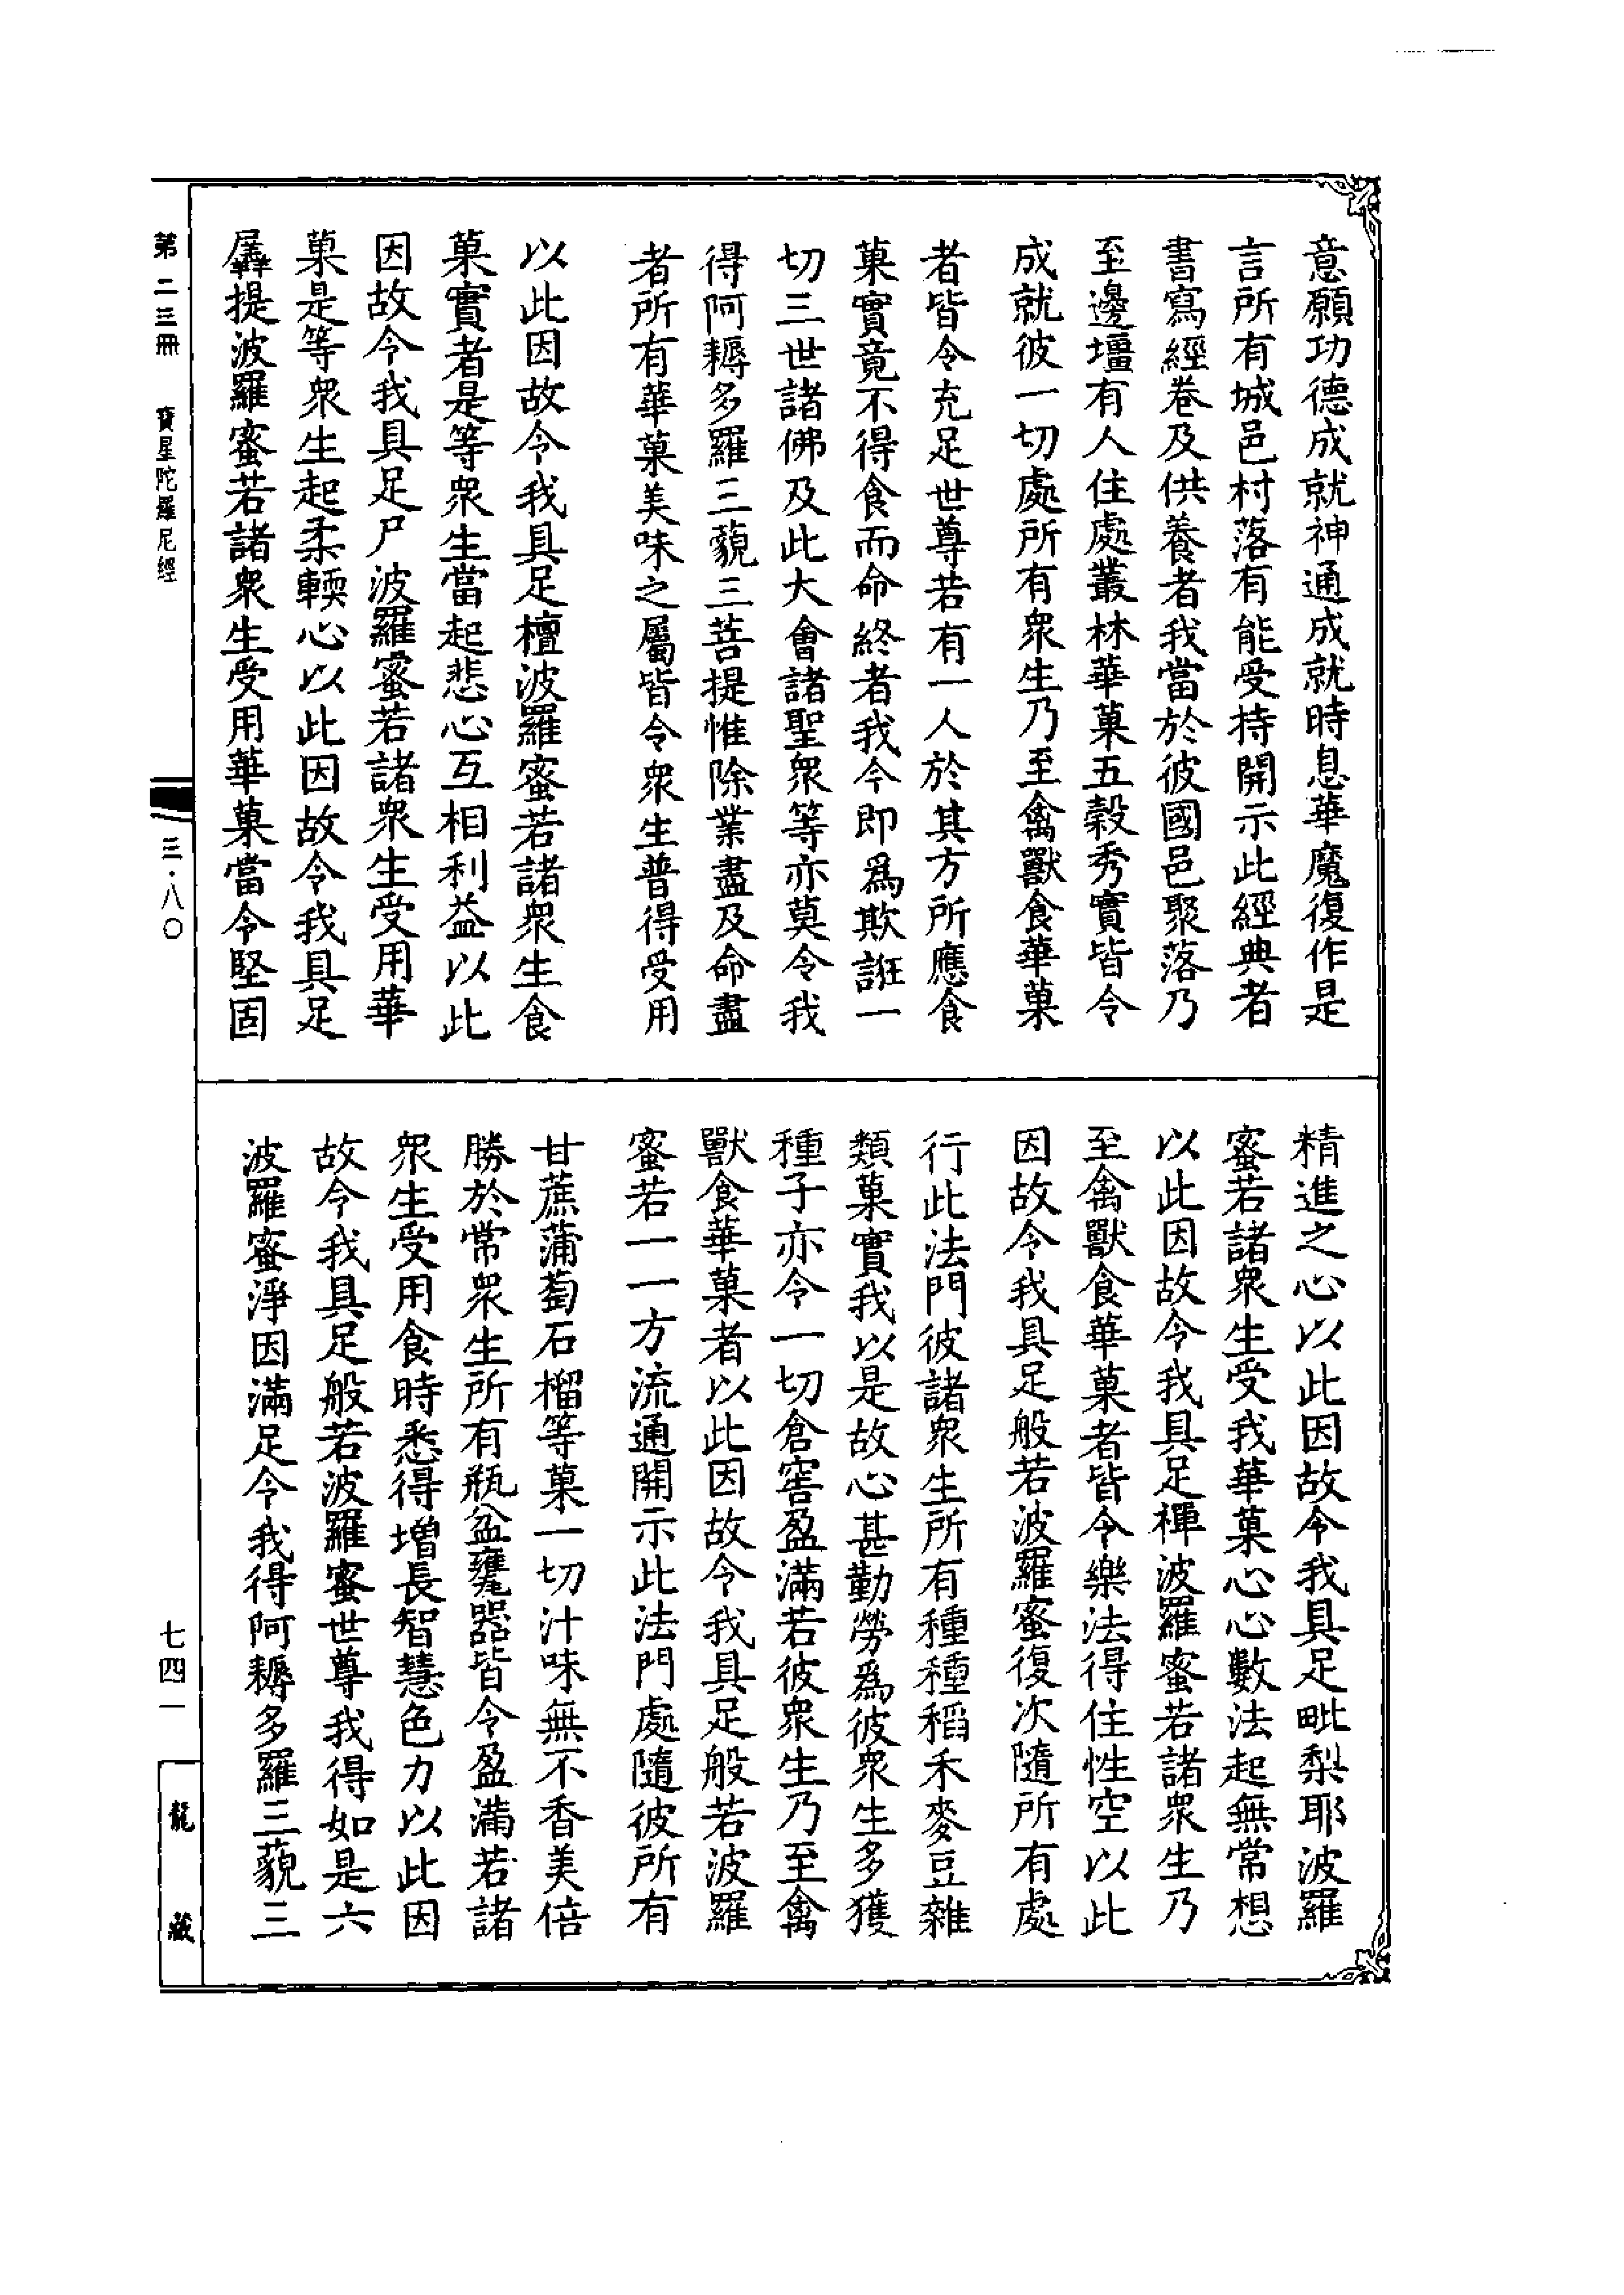 意願功德成就神通成就時息華魔復作是
言所有城邑村落有能受持開示此經典者
書寫經卷及供養者我當於彼國邑聚落乃
至邊壃有人住處叢林華菓五穀秀實皆令
成就彼一切處所有衆生乃至禽獸食華菓
者皆令充足世尊若有一人於其方所應食
菓實竟不得食而命終者我今即爲欺誑一
切三世諸佛及此大會諸聖衆等亦莫令我
得阿耨多羅三藐三菩提惟除業盡及命盡
者所有華菓美味之屬皆令衆生普得受用
以此因故令我具足檀波羅蜜若諸衆生食
菓實者是等衆生當起悲心互相利益以此
因故令我具足尸波羅蜜若諸衆生受用華
菓是等衆生起柔輭心以此因故令我具足
羼提波羅蜜若諸衆生受用華菓當令堅固
精進之心以此因故令我具足毗梨耶波羅
蜜若諸衆生受我華菓心心數法起無常想
以此因故令我具足禪波羅蜜若諸衆生乃
至禽獸食華菓者皆令樂法得住性空以此
因故令我具足般若波羅蜜復次隨所有處
行此法門彼諸衆生所有種種稻禾麥豆雜
類菓實我以是故心甚勤勞爲彼衆生多獲
種子亦令一切倉窖盈滿若彼衆生乃至禽
獸食華菓者以此因故令我具足般若波羅
蜜若一一方流通開示此法門處隨彼所有
甘蔗蒲萄石榴等菓一切汁味無不香美倍
勝於常衆生所有瓶盆甕器皆令盈滿若諸
衆生受用食時悉得增長智慧色力以此因
故令我具足般若波羅蜜世尊我得如是六
波羅蜜淨因滿足令我得阿耨多羅三藐三
第二三冊 寶星陀羅尼經
三·八〇
七四一
龍藏